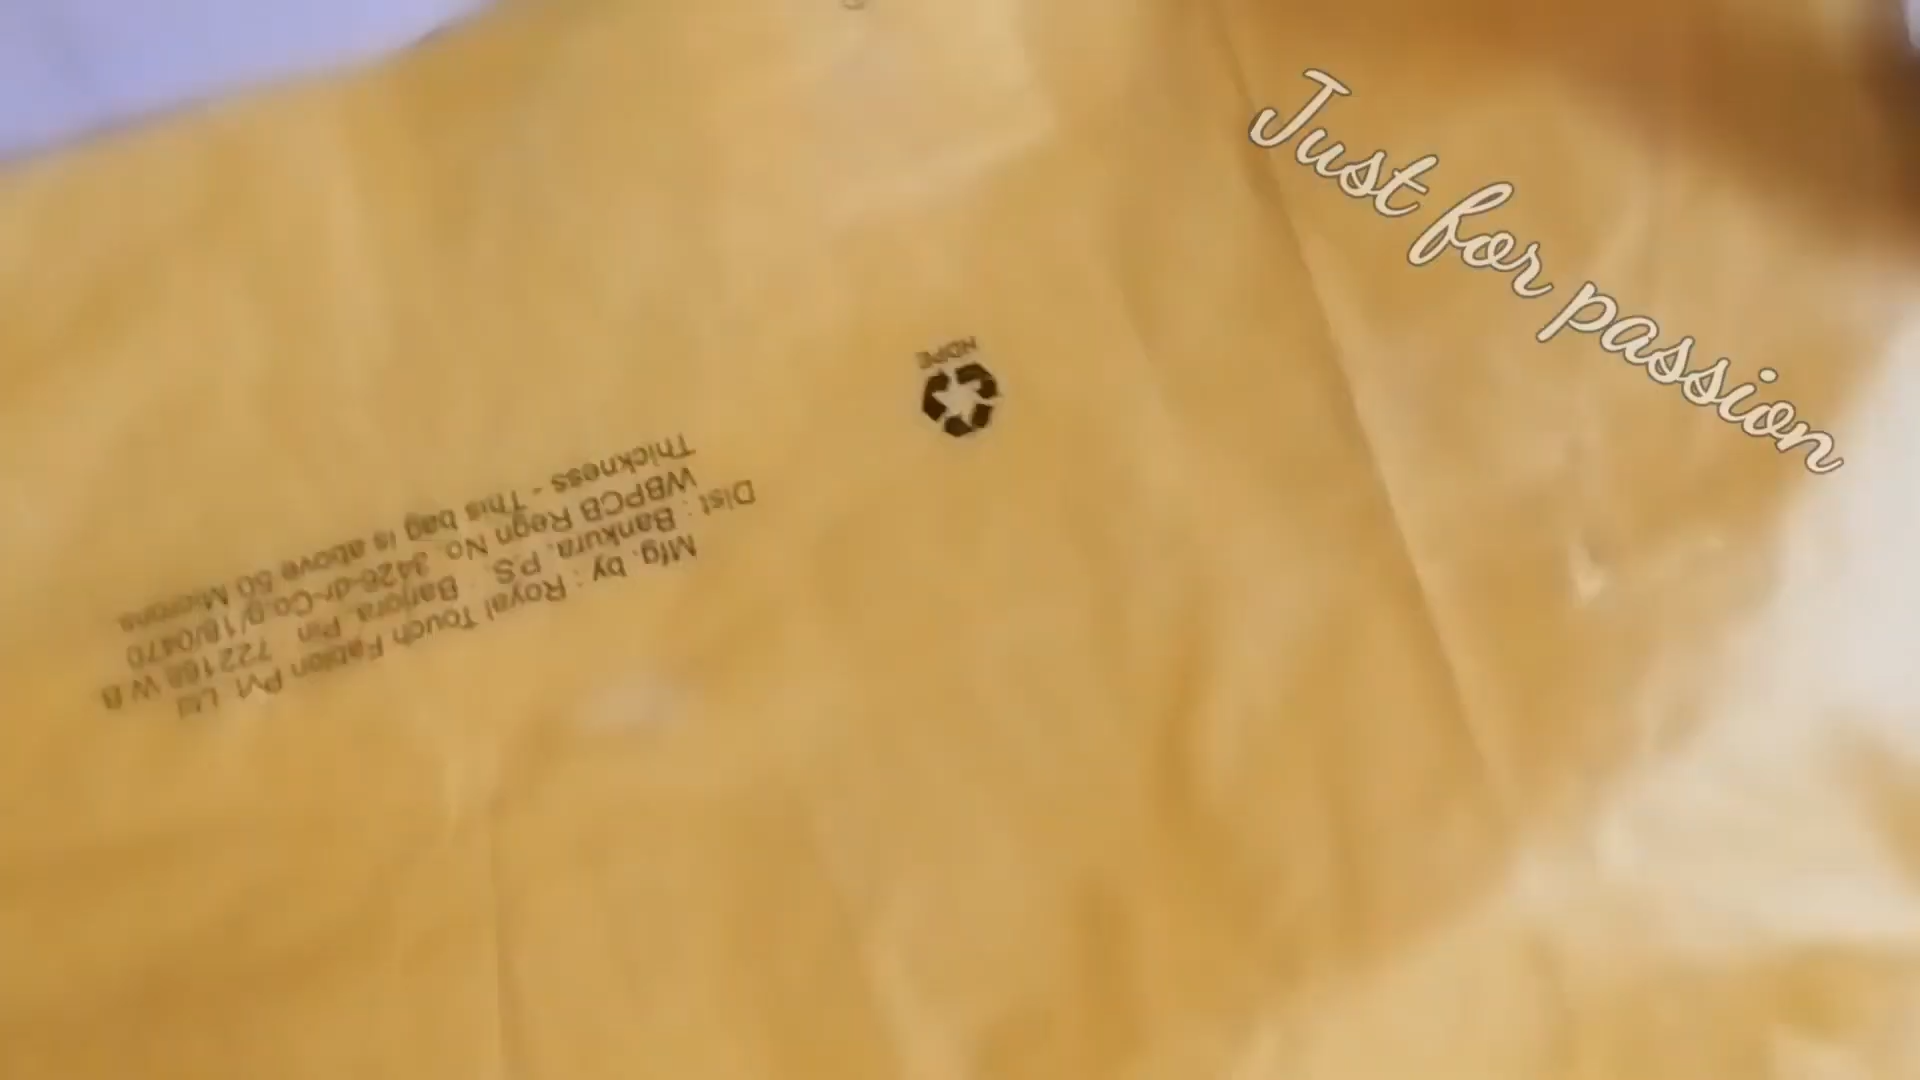 Just for passion
HDPE
Mfg. by : Royal Touch Fablon Pvt. Ltd.
Dist : Bankura, P.S. : Barjora, Pin 722168 W B
WBPCB Regn No. 3426-dr-Co.g/18/0470
Thickness - This bag is above 50 Microns